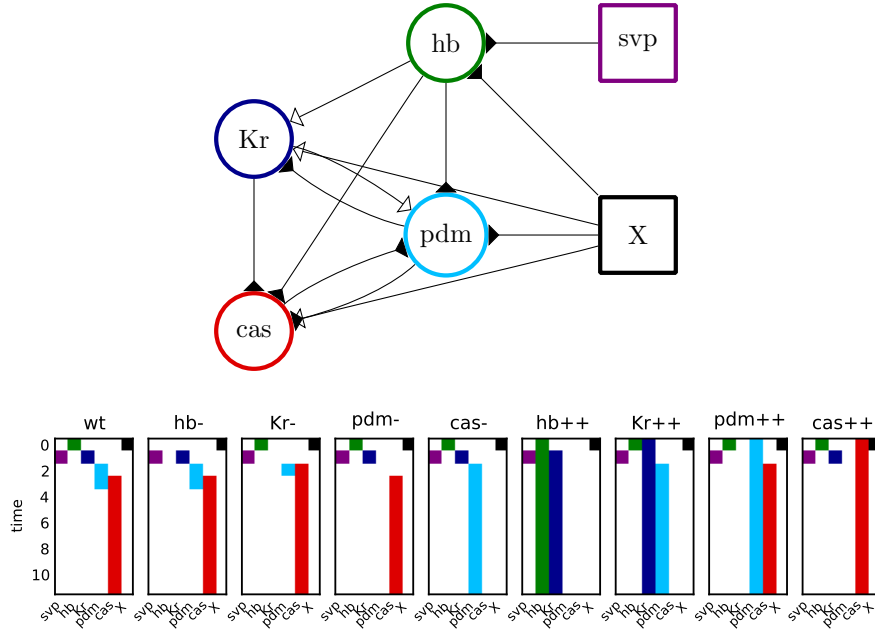 hb
svp
Kr
pdm
X
cas
wt hb- Kr- pdm- cas- hb++ Kr++ pdm++ cas++
0
2
4
6
8
10
time
svp hb Kr pdm cas X svp hb Kr pdm cas X svp hb Kr pdm cas X svp hb Kr pdm cas X svp hb Kr pdm cas X svp hb Kr pdm cas X svp hb Kr pdm cas X svp hb Kr pdm cas X svp hb Kr pdm cas X